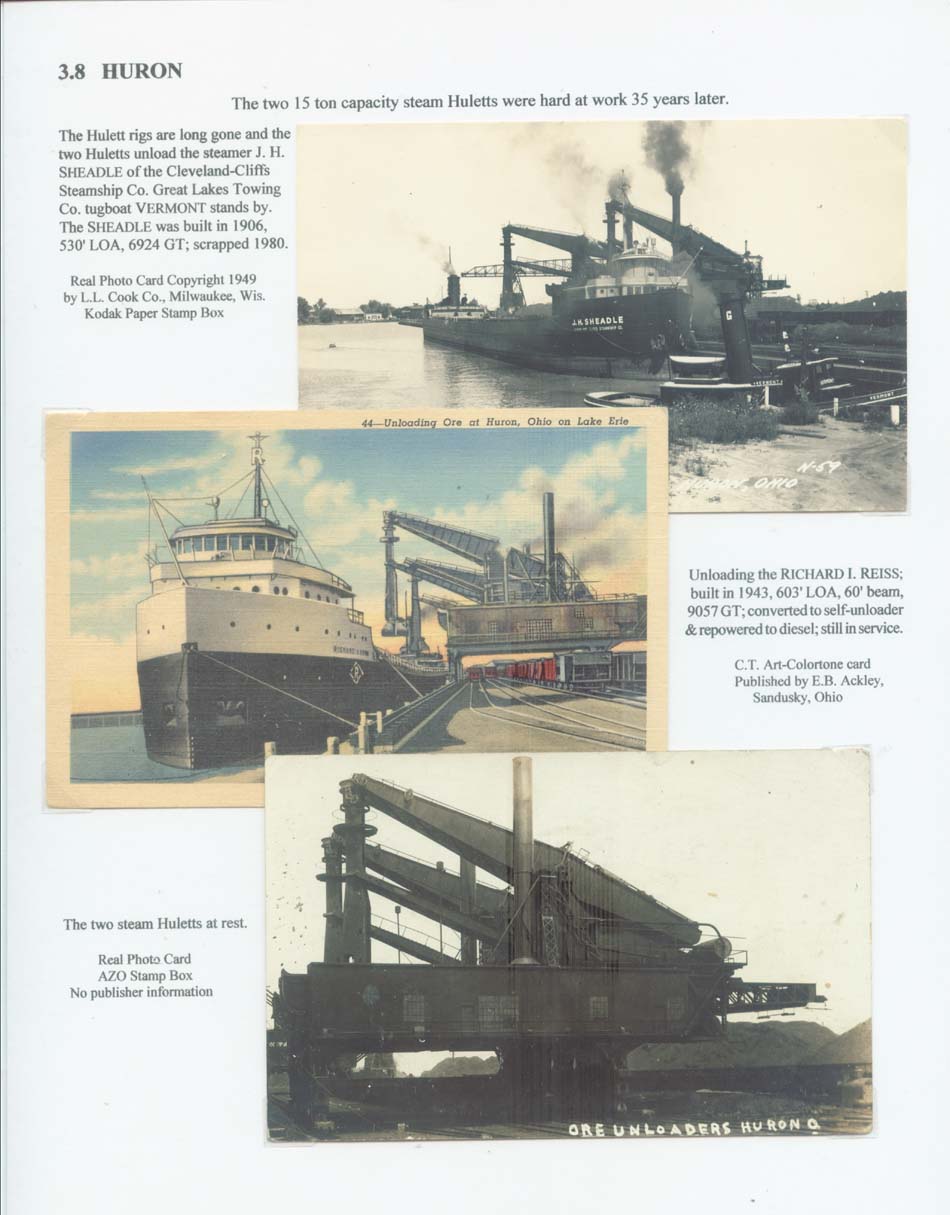 3.8 HURON
The two 15 ton capacity steam Huletts were hard at work 35 years later.
The Hulett rigs are long gone and the
two Huletts unload the steamer J. H.
SHEADLE of the Cleveland-Cliffs
Steamship Co. Great Lakes Towing
Co. tugboat VERMONT stands by.
The SHEADLE was built in 1906,
530' LOA, 6924 GT; scrapped 1980.
Real Photo Card Copyright 1949
by L.L. Cook Co., Milwaukee, Wis.
Kodak Paper Stamp Box
J.H. SHEADLE
G
VERMONT
VERMONT
N-59
HURON, OHIO
44—Unloading Ore at Huron, Ohio on Lake Erie
R
R
Unloading the RICHARD I. REISS;
built in 1943, 603' LOA, 60' beam,
9057 GT; converted to self-unloader
& repowered to diesel; still in service.
C.T. Art-Colortone card
Published by E.B. Ackley,
Sandusky, Ohio
The two steam Huletts at rest.
Real Photo Card
AZO Stamp Box
No publisher information
ORE UNLOADERS HURON O.